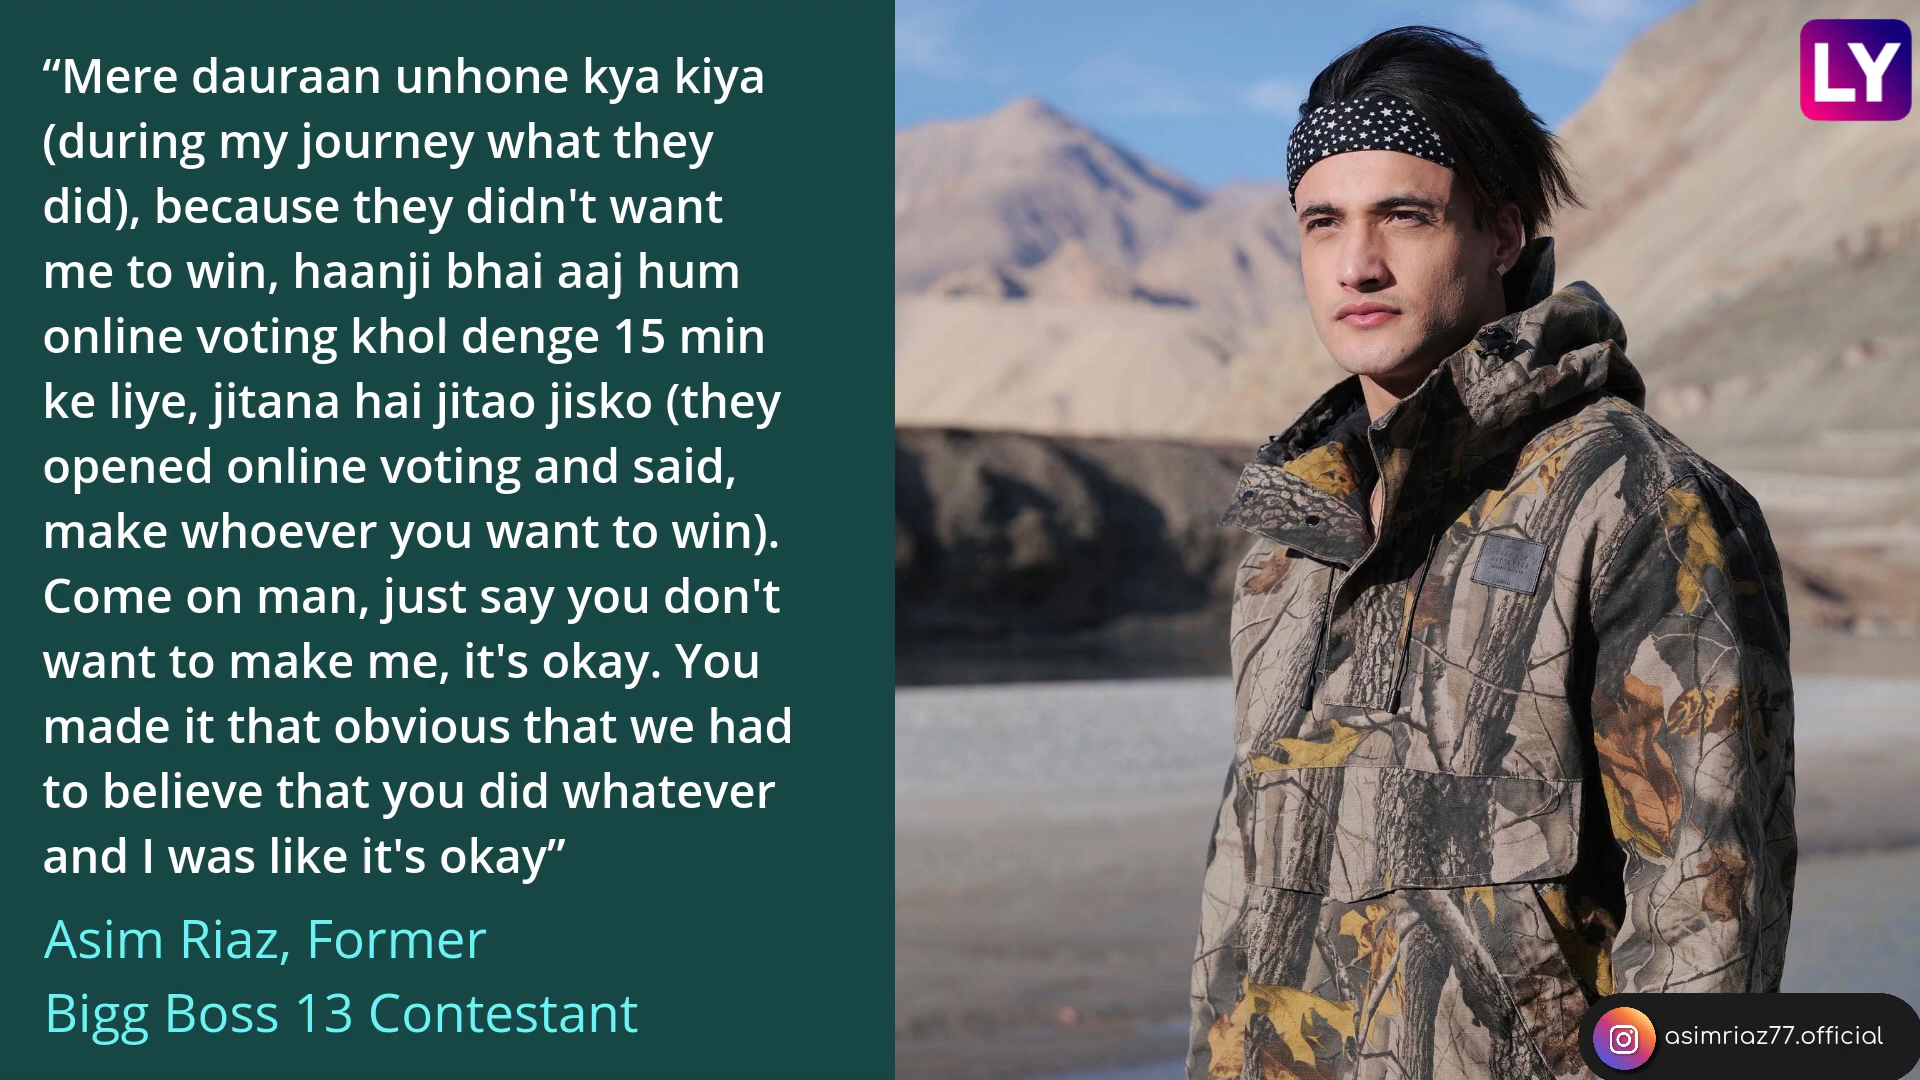 “Mere dauraan unhone kya kiya
(during my journey what they
did), because they didn't want
me to win, haanji bhai aaj hum
online voting khol denge 15 min
ke liye, jitana hai jitao jisko (they
opened online voting and said,
make whoever you want to win).
Come on man, just say you don't
want to make me, it's okay. You
made it that obvious that we had
to believe that you did whatever
and I was like it's okay”
Asim Riaz, Former
Bigg Boss 13 Contestant
LY
asimriaz77.official